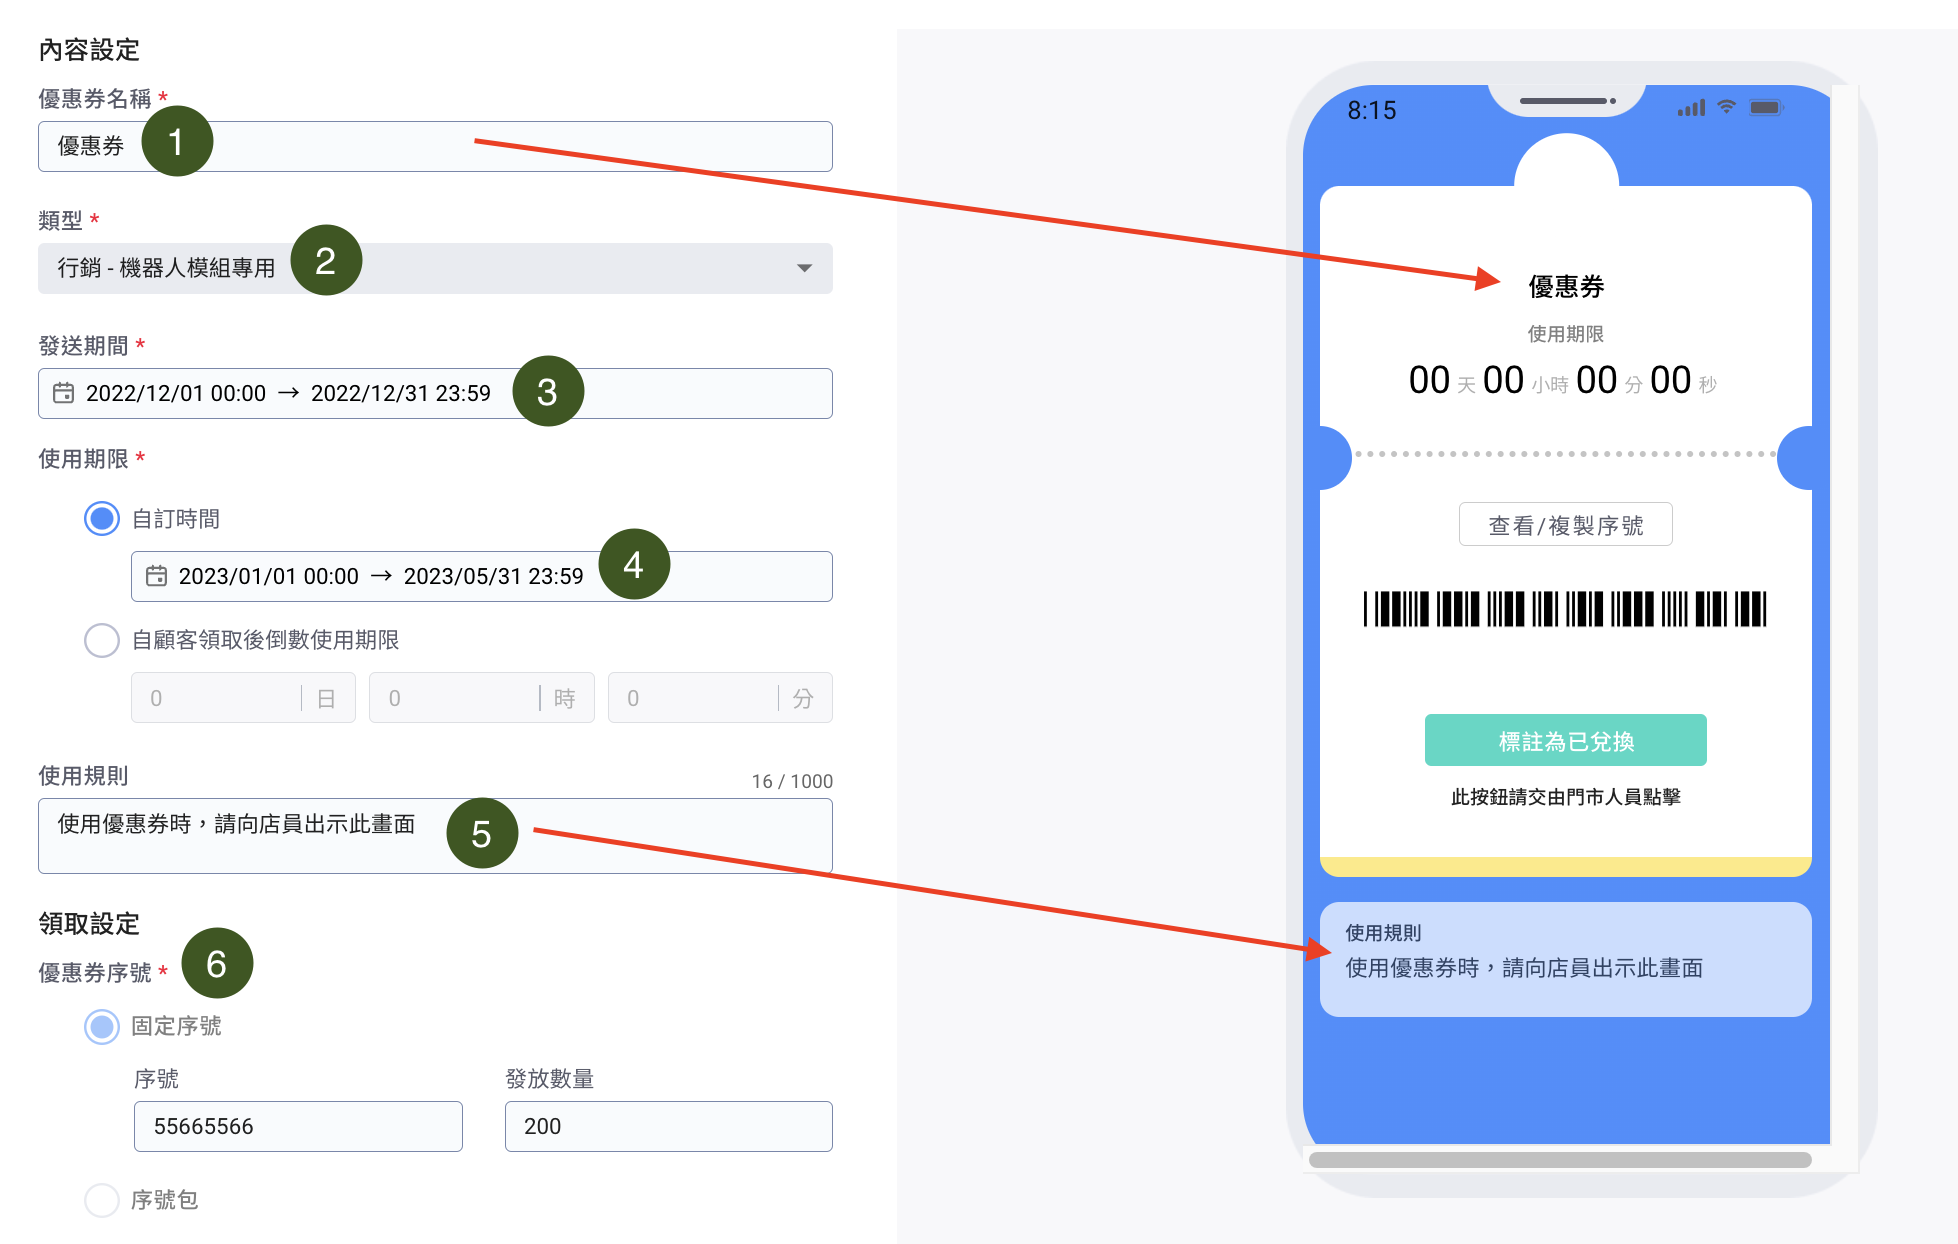 內容設定
優惠券名稱 *
優惠券
1
類型 *
行銷 - 機器人模組專用
2
發送期間 *
2022/12/01 00:00 → 2022/12/31 23:59
3
使用期限 *
自訂時間
2023/01/01 00:00 → 2023/05/31 23:59
4
自顧客領取後倒數使用期限
0 日 0 時 0 分
使用規則
16 / 1000
使用優惠券時，請向店員出示此畫面
5
領取設定
優惠券序號 *
6
固定序號
序號 發放數量
55665566 200
序號包
8:15
優惠券
使用期限
00 天 00 小時 00 分 00 秒
查看/複製序號
標註為已兌換
此按鈕請交由門市人員點擊
使用規則
使用優惠券時，請向店員出示此畫面